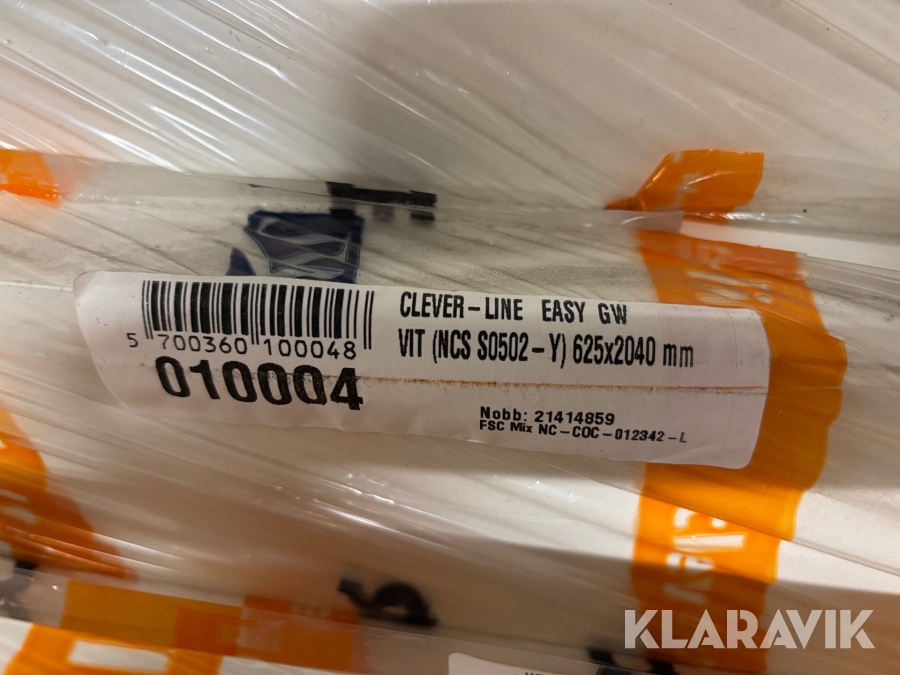 CLEVER-LINE EASY GW
VIT (NCS S0502-Y) 625x2040 mm
5 700360 100048
010004
Nobb: 21414859
FSC Mix NC-COC-012342-L
KLARAVIK